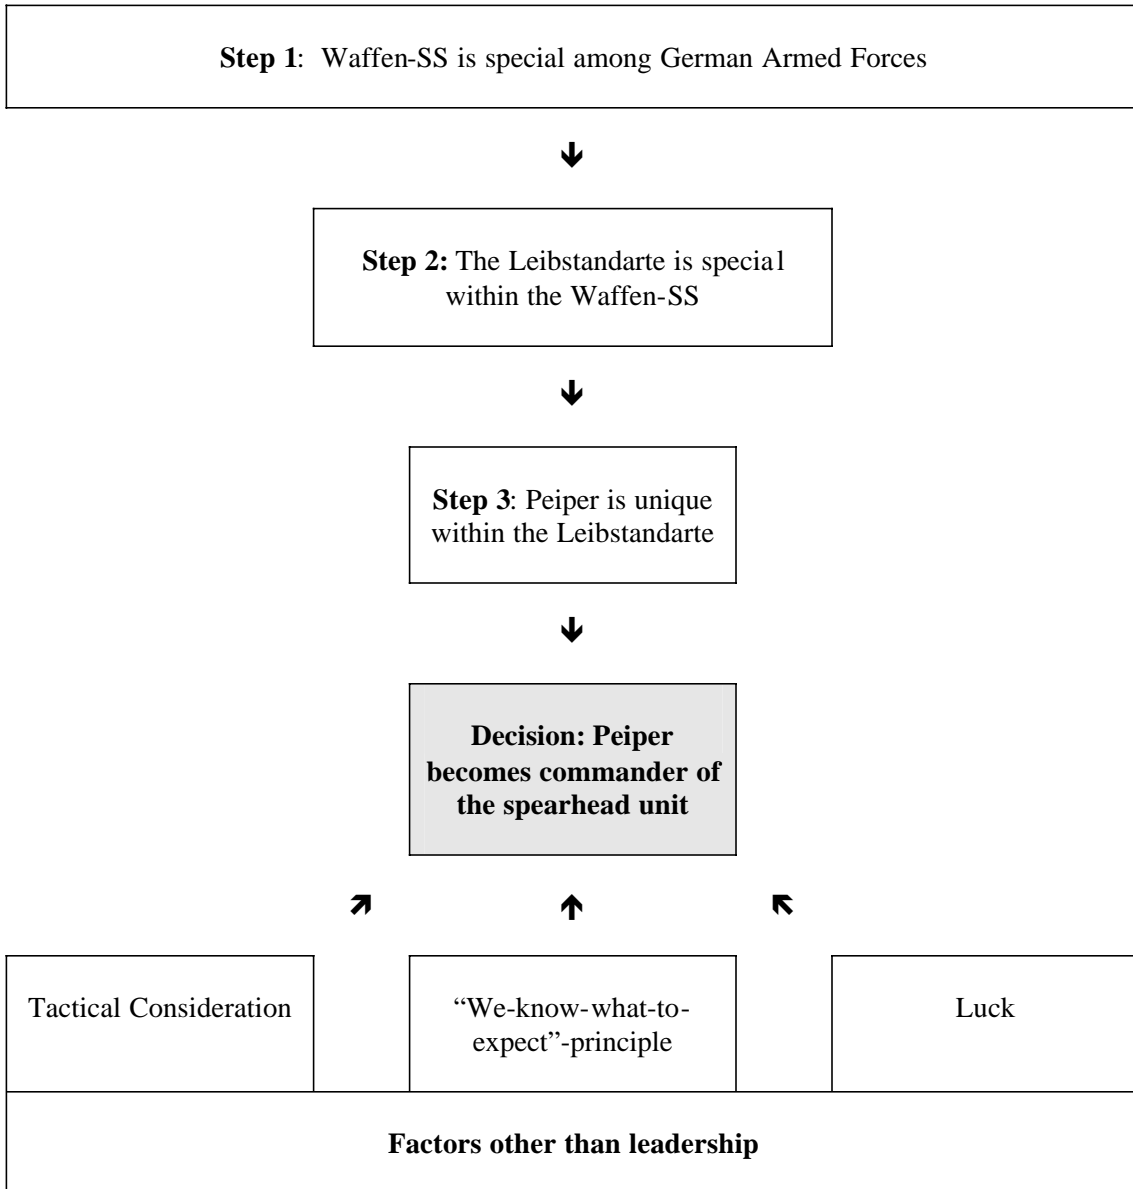 Step 1: Waffen-SS is special among German Armed Forces
Step 2: The Leibstandarte is special
within the Waffen-SS
Step 3: Peiper is unique
within the Leibstandarte
Decision: Peiper
becomes commander of
the spearhead unit
Tactical Consideration
“We-know-what-to-
expect”-principle
Luck
Factors other than leadership